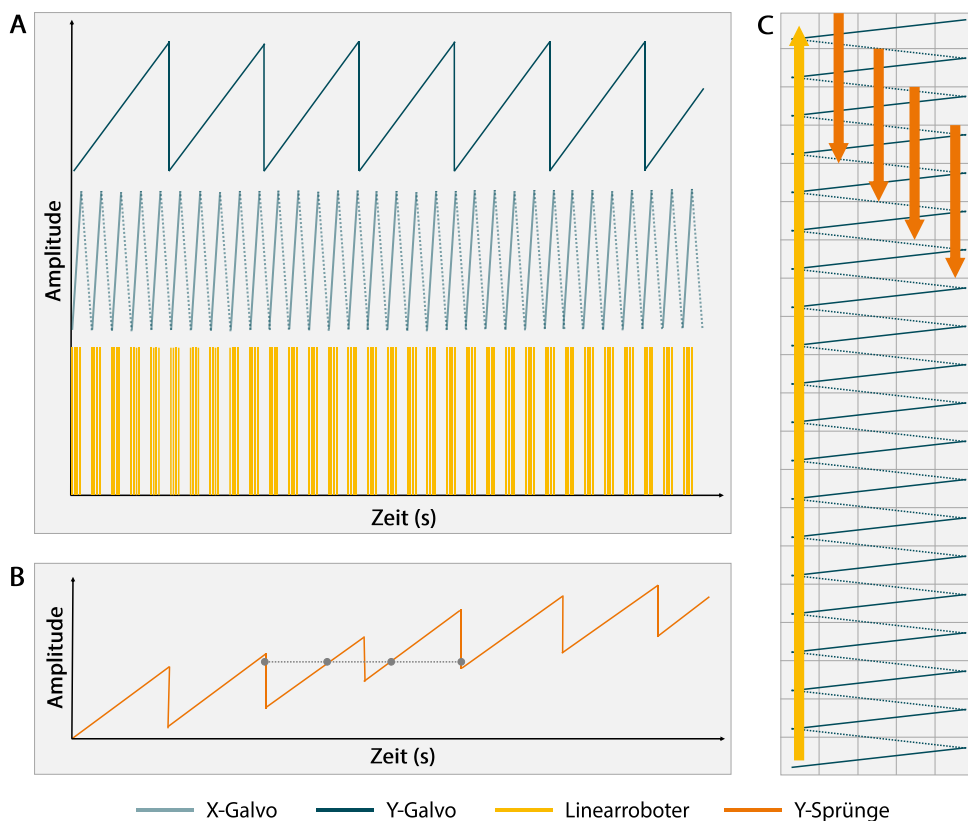 A
Amplitude
Zeit (s)
B
Amplitude
Zeit (s)
C
X-Galvo
Y-Galvo
Linearroboter
Y-Sprünge